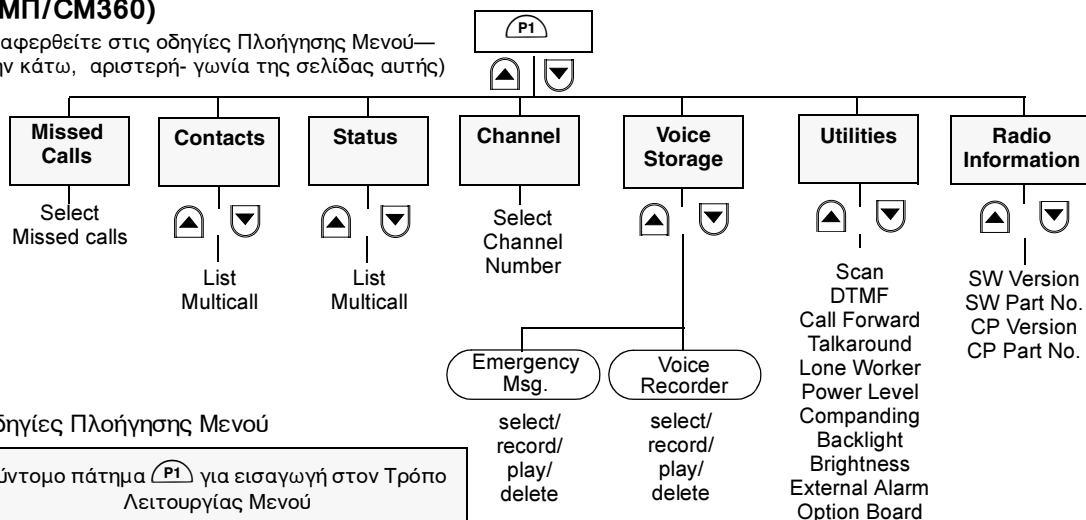 ΜΠ/CM360)
αφερθείτε στις οδηγίες Πλοήγησης Μενού—
ην κάτω, αριστερή- γωνία της σελίδας αυτής)
P1
Missed
Calls
Select
Missed calls
Contacts
List
Multicall
Status
List
Multicall
Channel
Select
Channel
Number
Voice
Storage
Emergency
Msg.
select/
record/
play/
delete
Voice
Recorder
select/
record/
play/
delete
Utilities
Scan
DTMF
Call Forward
Talkaround
Lone Worker
Power Level
Companding
Backlight
Brightness
External Alarm
Option Board
Radio
Information
SW Version
SW Part No.
CP Version
CP Part No.
δηγίες Πλοήγησης Μενού
ύντομο πάτημα P1 για εισαγωγή στον Τρόπο
Λειτουργίας Μενού